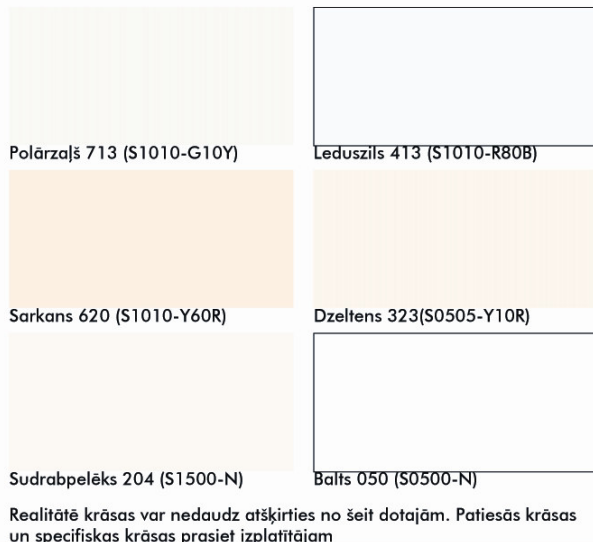 Polārzaļš 713 (S1010-G10Y)
Leduszils 413 (S1010-R80B)
Sarkans 620 (S1010-Y60R)
Dzeltens 323(S0505-Y10R)
Sudrabpelēks 204 (S1500-N)
Balts 050 (S0500-N)
Realitātē krāsas var nedaudz atšķirties no šeit dotajām. Patiesās krāsas
un specifiskas krāsas prasiet izplatītājam